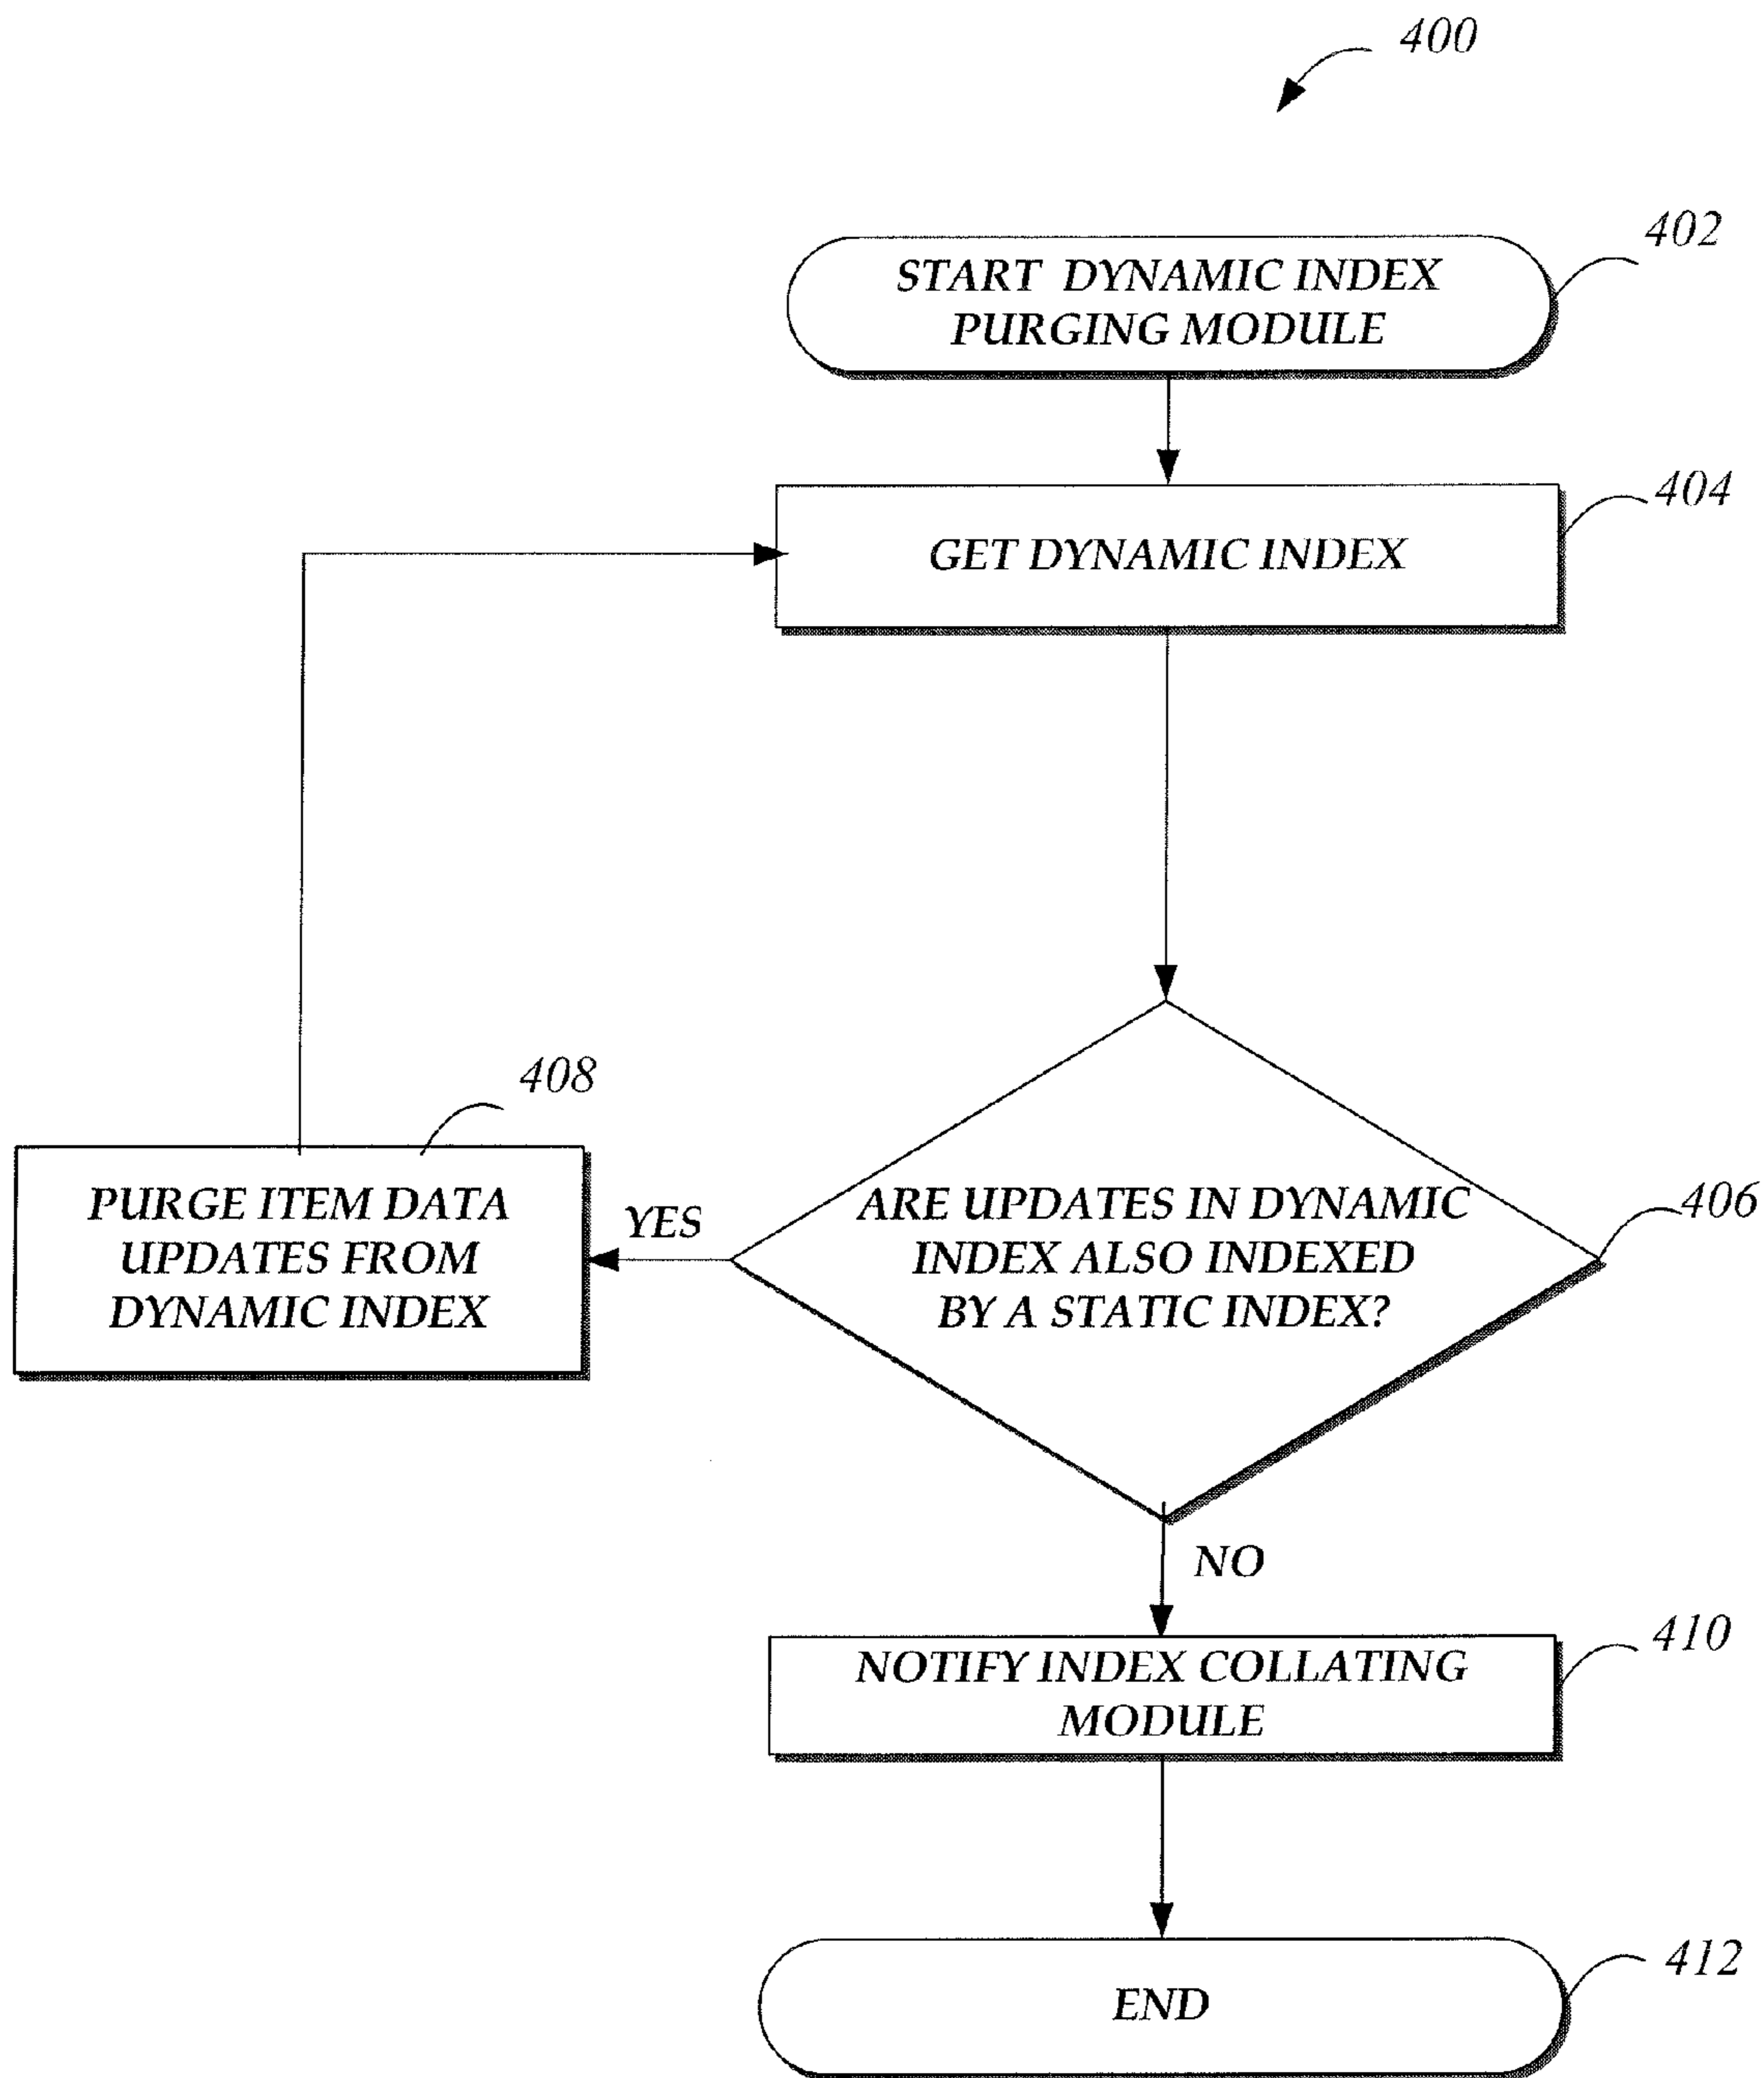 400
402
START DYNAMIC INDEX
PURGING MODULE
404
GET DYNAMIC INDEX
408
PURGE ITEM DATA
UPDATES FROM
DYNAMIC INDEX
YES
406
ARE UPDATES IN DYNAMIC
INDEX ALSO INDEXED
BY A STATIC INDEX?
NO
410
NOTIFY INDEX COLLATING
MODULE
412
END